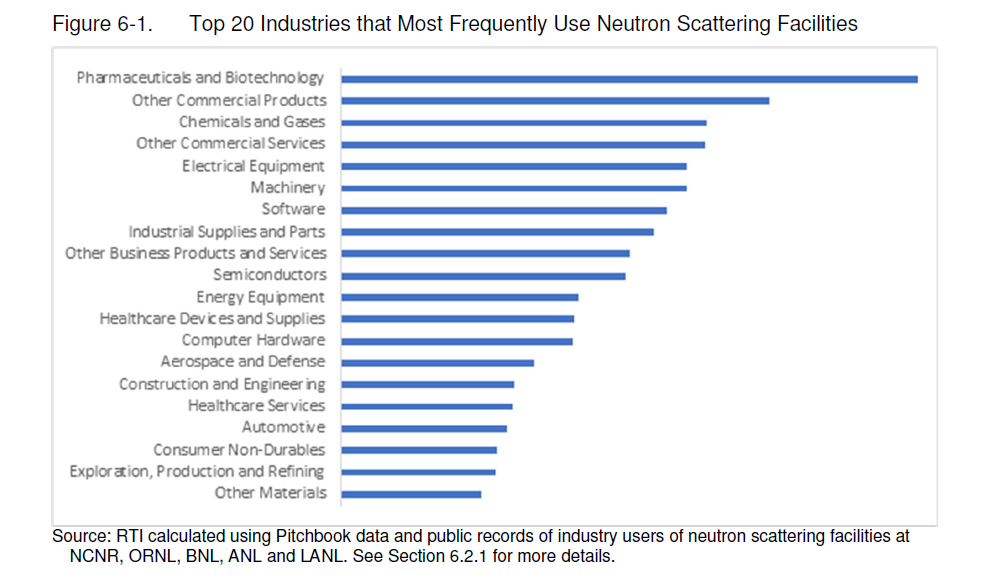 Figure 6-1. Top 20 Industries that Most Frequently Use Neutron Scattering Facilities
Pharmaceuticals and Biotechnology
Other Commercial Products
Chemicals and Gases
Other Commercial Services
Electrical Equipment
Machinery
Software
Industrial Supplies and Parts
Other Business Products and Services
Semiconductors
Energy Equipment
Healthcare Devices and Supplies
Computer Hardware
Aerospace and Defense
Construction and Engineering
Healthcare Services
Automotive
Consumer Non-Durables
Exploration, Production and Refining
Other Materials
Source: RTI calculated using Pitchbook data and public records of industry users of neutron scattering facilities at
NCNR, ORNL, BNL, ANL and LANL. See Section 6.2.1 for more details.